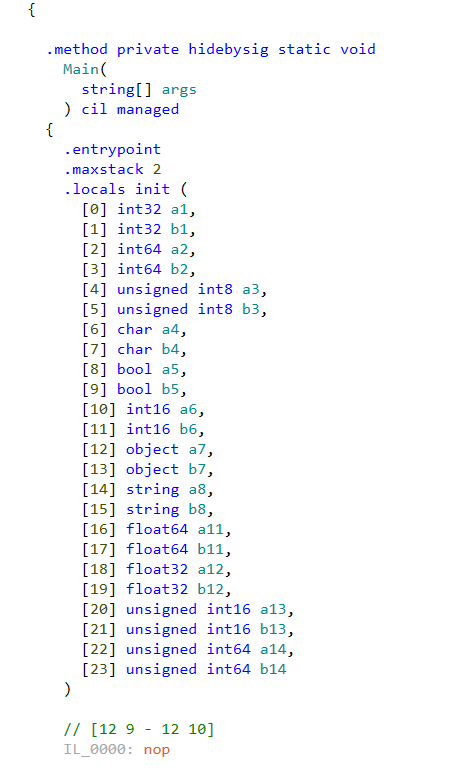 {
.method private hidebysig static void
Main(
string[] args
) cil managed
{
.entrypoint
.maxstack 2
.locals init (
[0] int32 a1,
[1] int32 b1,
[2] int64 a2,
[3] int64 b2,
[4] unsigned int8 a3,
[5] unsigned int8 b3,
[6] char a4,
[7] char b4,
[8] bool a5,
[9] bool b5,
[10] int16 a6,
[11] int16 b6,
[12] object a7,
[13] object b7,
[14] string a8,
[15] string b8,
[16] float64 a11,
[17] float64 b11,
[18] float32 a12,
[19] float32 b12,
[20] unsigned int16 a13,
[21] unsigned int16 b13,
[22] unsigned int64 a14,
[23] unsigned int64 b14
)
// [12 9 - 12 10]
IL_0000: nop